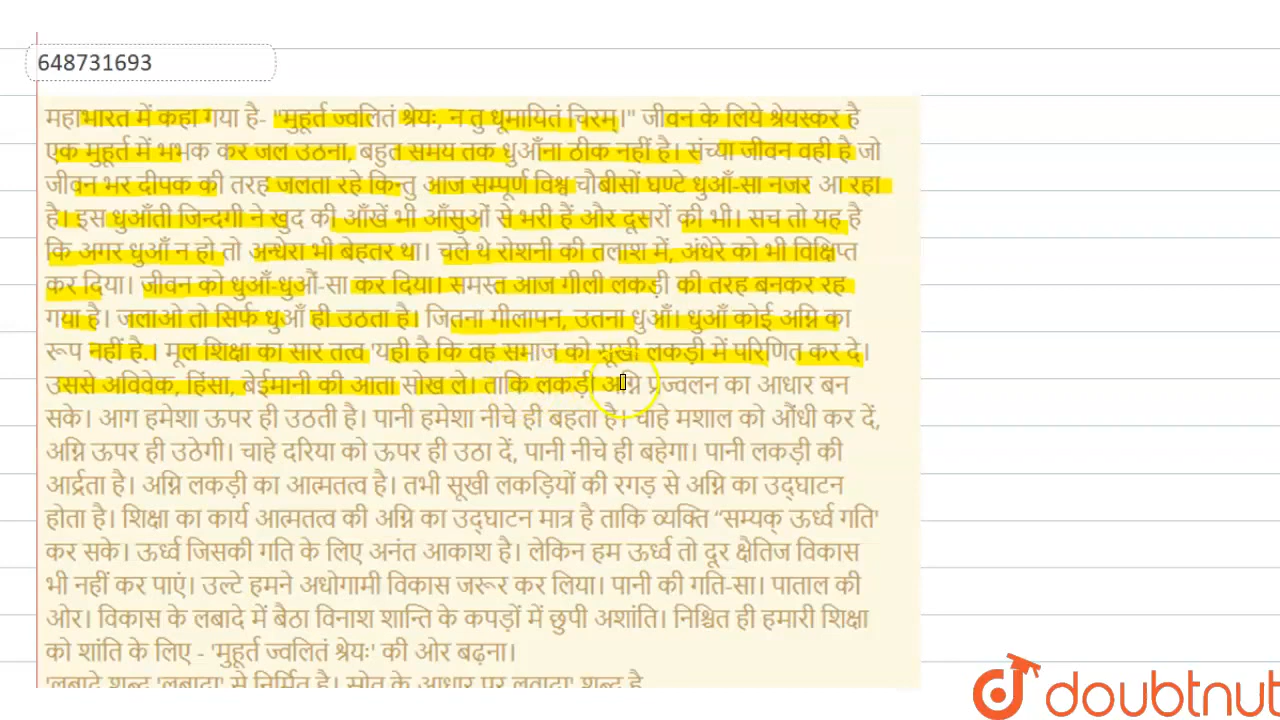 648731693
महाभारत में कहा गया है- "मुहूर्त ज्वलितं श्रेयः, न तु धूमायितं चिरम्।" जीवन के लिये श्रेयस्कर है
एक मुहूर्त में भभक कर जल उठना, बहुत समय तक धुआँना ठीक नहीं है। संच्या जीवन वही है जो
जीवन भर दीपक की तरह जलता रहे किन्तु आज सम्पूर्ण विश्व चौबीसों घण्टे धुआँ-सा नजर आ रहा
है। इस धुआँती जिन्दगी ने खुद की आँखें भी आँसुओं से भरी हैं और दूसरों की भी। सच तो यह है
कि अगर धुआँ न हो तो अन्धेरा भी बेहतर था। चले थे रोशनी की तलाश में, अंधेरे को भी विक्षिप्त
कर दिया। जीवन को धुआँ-धुऔं-सा कर दिया। समस्त आज गीली लकड़ी की तरह बनकर रह
गया है। जलाओ तो सिर्फ धुआँ ही उठता है। जितना गीलापन, उतना धुआँ। धुआँ कोई अग्नि का
रूप नहीं है.। मूल शिक्षा का सार तत्व 'यही है कि वह समाज को सूखी लकड़ी में परिणित कर दे।
उससे अविवेक, हिंसा, बेईमानी की आता सोख ले। ताकि लकड़ी अग्नि प्रज्वलन का आधार बन
सके। आग हमेशा ऊपर ही उठती है। पानी हमेशा नीचे ही बहता है। चाहे मशाल को औंधी कर दें,
अग्नि ऊपर ही उठेगी। चाहे दरिया को ऊपर ही उठा दें, पानी नीचे ही बहेगा। पानी लकड़ी की
आर्द्रता है। अग्नि लकड़ी का आत्मतत्व है। तभी सूखी लकड़ियों की रगड़ से अग्नि का उद्घाटन
होता है। शिक्षा का कार्य आत्मतत्व की अग्नि का उद्घाटन मात्र है ताकि व्यक्ति “सम्यक् ऊर्ध्व गति'
कर सके। ऊर्ध्व जिसकी गति के लिए अनंत आकाश है। लेकिन हम ऊर्ध्व तो दूर क्षैतिज विकास
भी नहीं कर पाएं। उल्टे हमने अधोगामी विकास जरूर कर लिया। पानी की गति-सा। पाताल की
ओर। विकास के लबादे में बैठा विनाश शान्ति के कपड़ों में छुपी अशांति। निश्चित ही हमारी शिक्षा
को शांति के लिए - 'मुहूर्त ज्वलितं श्रेयः' की ओर बढ़ना।
'लबादे शब्द 'लबादा' से निर्मित है। स्रोत के आधार पर लवादा' शब्द है
doubtnut